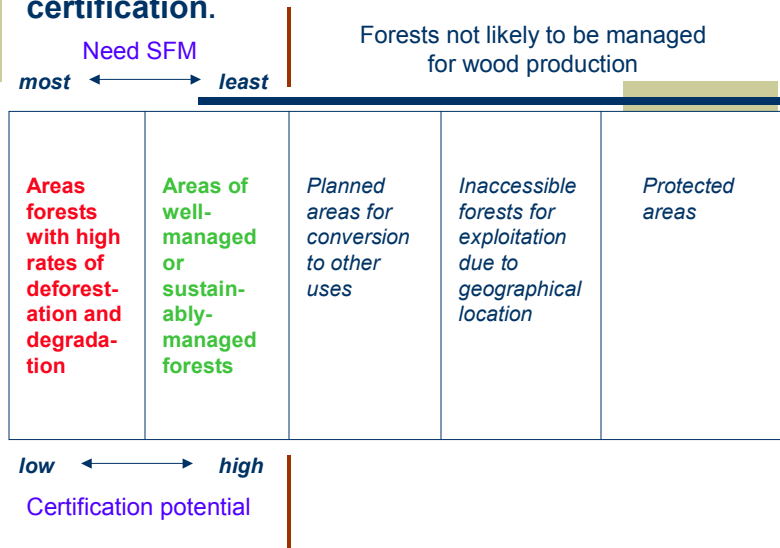 certification.
Need SFM
most least
Forests not likely to be managed
for wood production
Areas
forests
with high
rates of
deforest-
ation and
degrada-
tion
Areas of
well-
managed
or
sustain-
ably-
managed
forests
Planned
areas for
conversion
to other
uses
Inaccessible
forests for
exploitation
due to
geographical
location
Protected
areas
low high
Certification potential